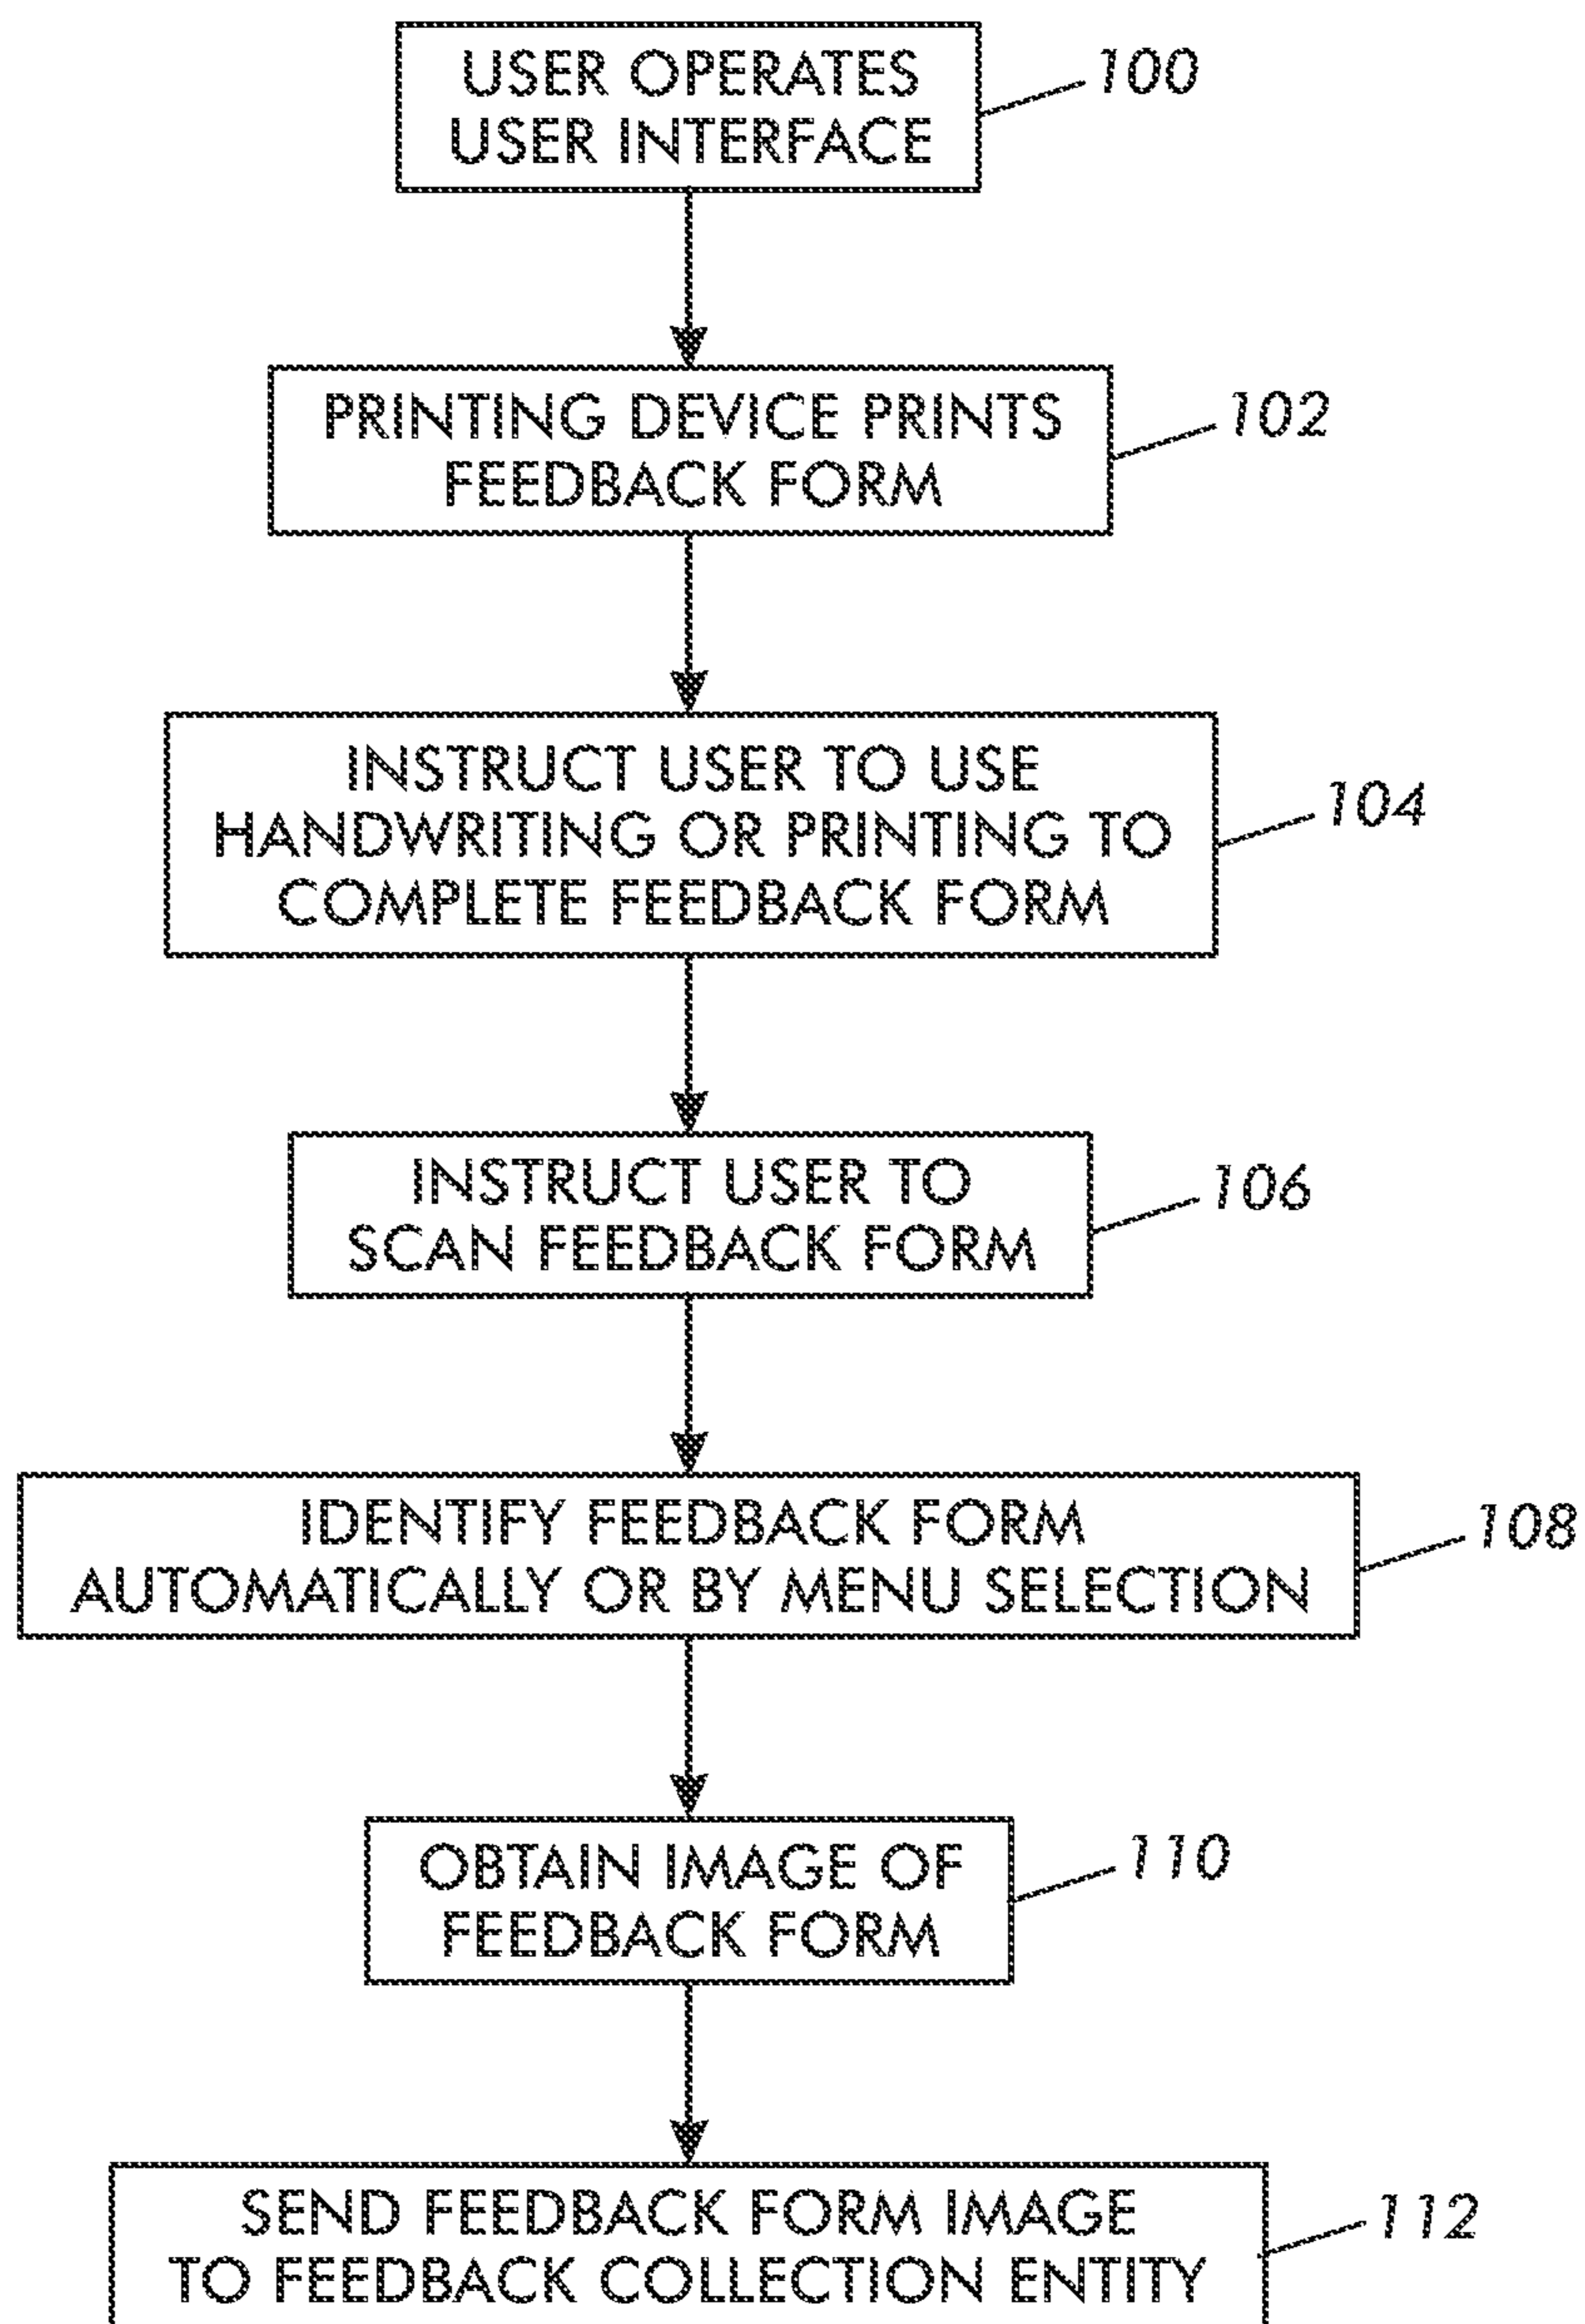 USER OPERATES
USER INTERFACE
100
PRINTING DEVICE PRINTS
FEEDBACK FORM
102
INSTRUCT USER TO USE
HANDWRITING OR PRINTING TO
COMPLETE FEEDBACK FORM
104
INSTRUCT USER TO
SCAN FEEDBACK FORM
106
IDENTIFY FEEDBACK FORM
AUTOMATICALLY OR BY MENU SELECTION
108
OBTAIN IMAGE OF
FEEDBACK FORM
110
SEND FEEDBACK FORM IMAGE
TO FEEDBACK COLLECTION ENTITY
112